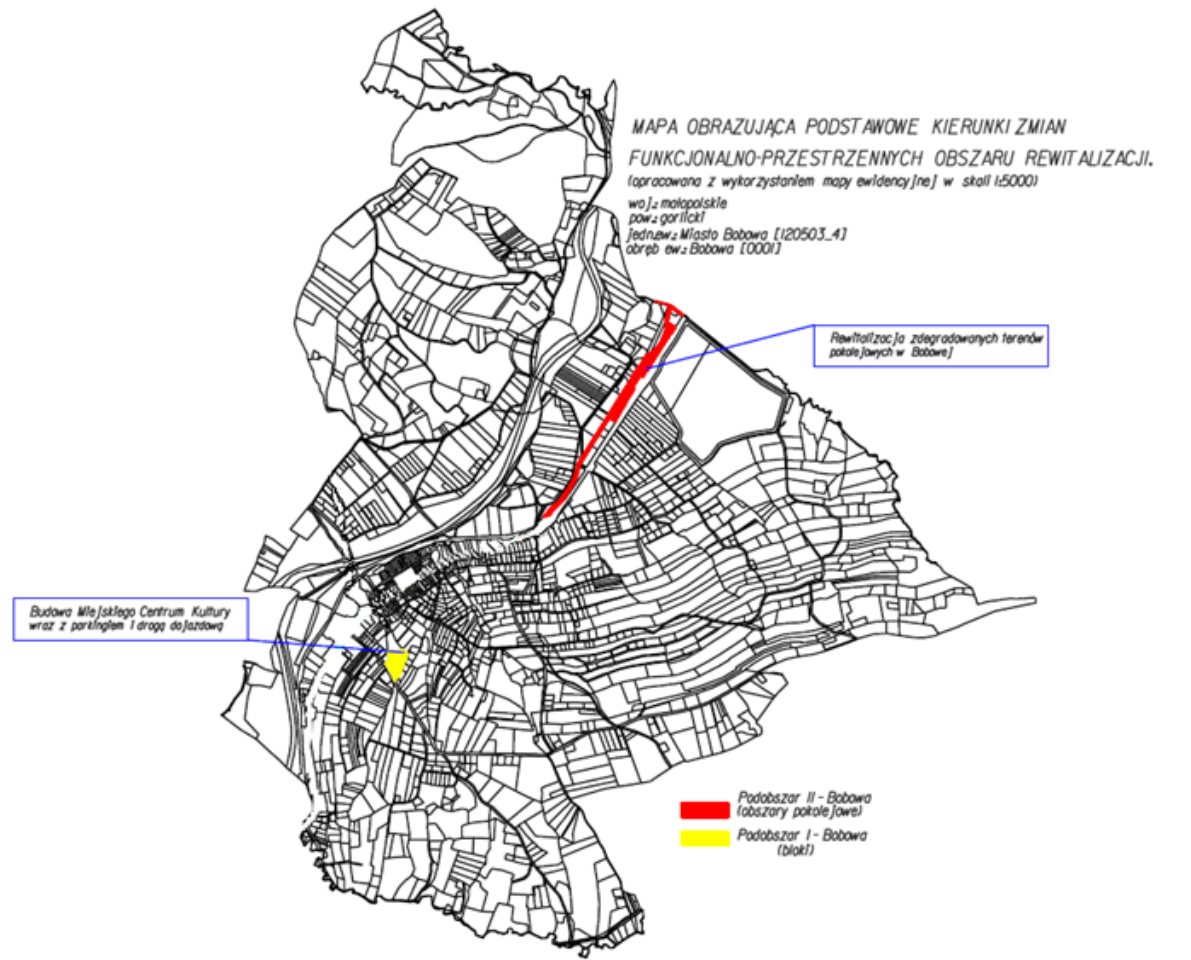 MAPA OBRAZUJĄCA PODSTAWOWE KIERUNKI ZMIAN
FUNKCJONALNO-PRZESTRZENNYCH OBSZARU REWITALIZACJI.
(opracowana z wykorzystaniem mapy ewidencyjnej w skali 1:5000)
woj.: małopolskie
pow.: gorlicki
jedn.ew.: Miasto Bobowa [120503_4]
obręb ew.: Bobowa [0001]
Rewitalizacja zdegradowanych terenów
pokolejowych w Bobowej
Budowa Miejskiego Centrum Kultury
wraz z parkingiem i drogą dojazdową
Podobszar II - Bobowa
(obszary pokolejowe)
Podobszar I - Bobowa
(bloki)